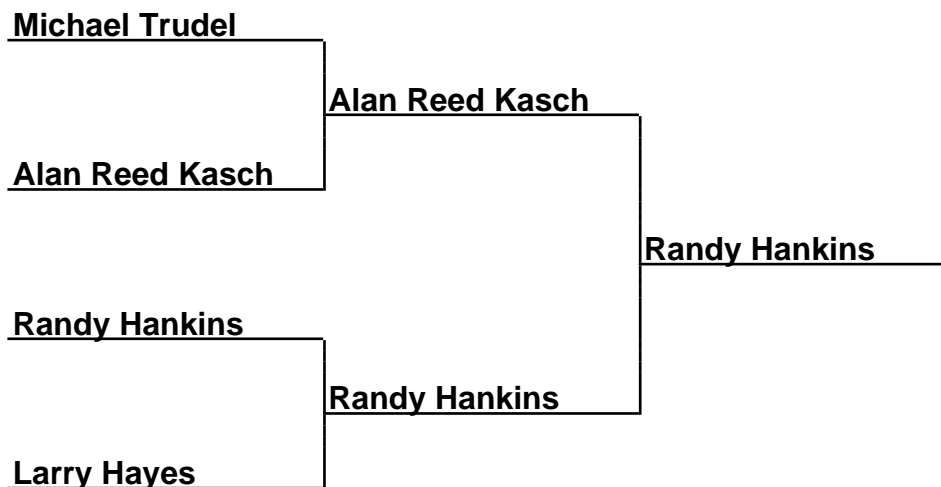 Michael Trudel
Alan Reed Kasch
Alan Reed Kasch
Randy Hankins
Randy Hankins
Randy Hankins
Larry Hayes